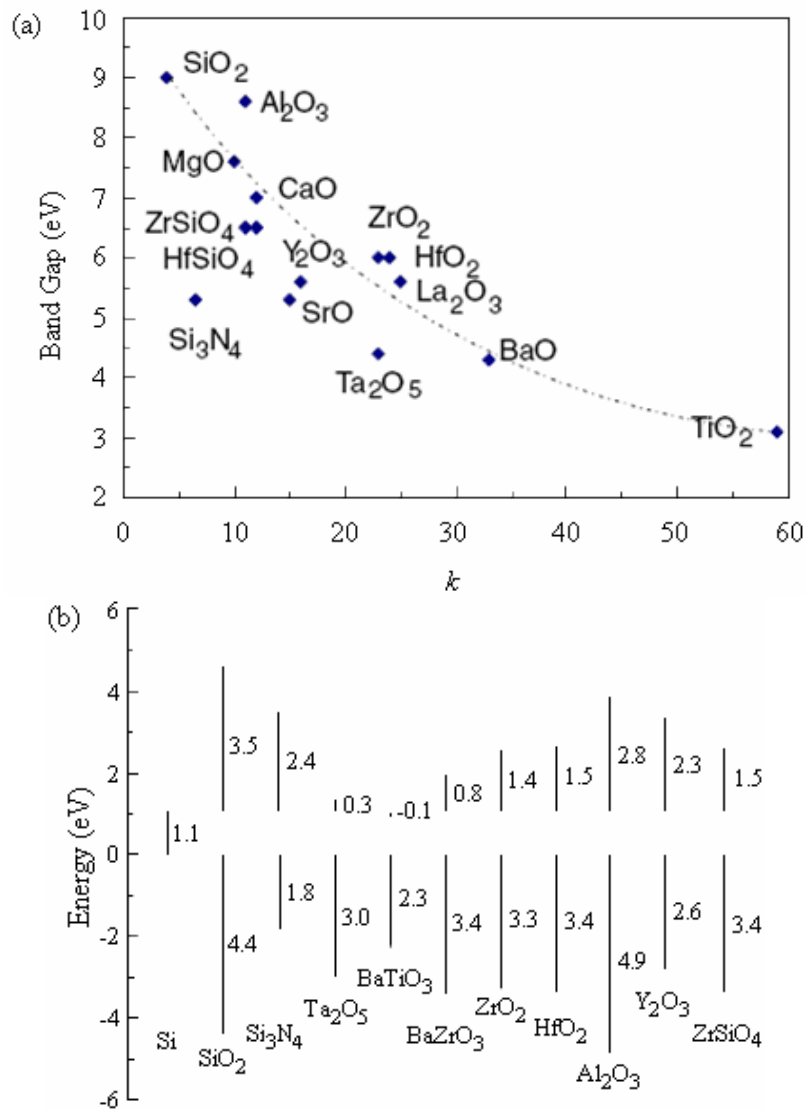 (a)
10
9
8
7
6
5
4
3
2
Band Gap (eV)
SiO2
Al2O3
MgO
CaO
ZrSiO4
HfSiO4
Y2O3
ZrO2
HfO2
La2O3
SrO
Si3N4
Ta2O5
BaO
TiO2
0 10 20 30 40 50 60
k
(b)
6
4
2
0
-2
-4
-6
Energy (eV)
3.5 2.4 0.3 -0.1 0.8 1.4 1.5 2.8 2.3 1.5
1.1
4.4 1.8 3.0 2.3 3.4 3.3 3.4 4.9 2.6 3.4
Si SiO2 Si3N4 Ta2O5 BaTiO3 BaZrO3 ZrO2 HfO2 Al2O3 Y2O3 ZrSiO4